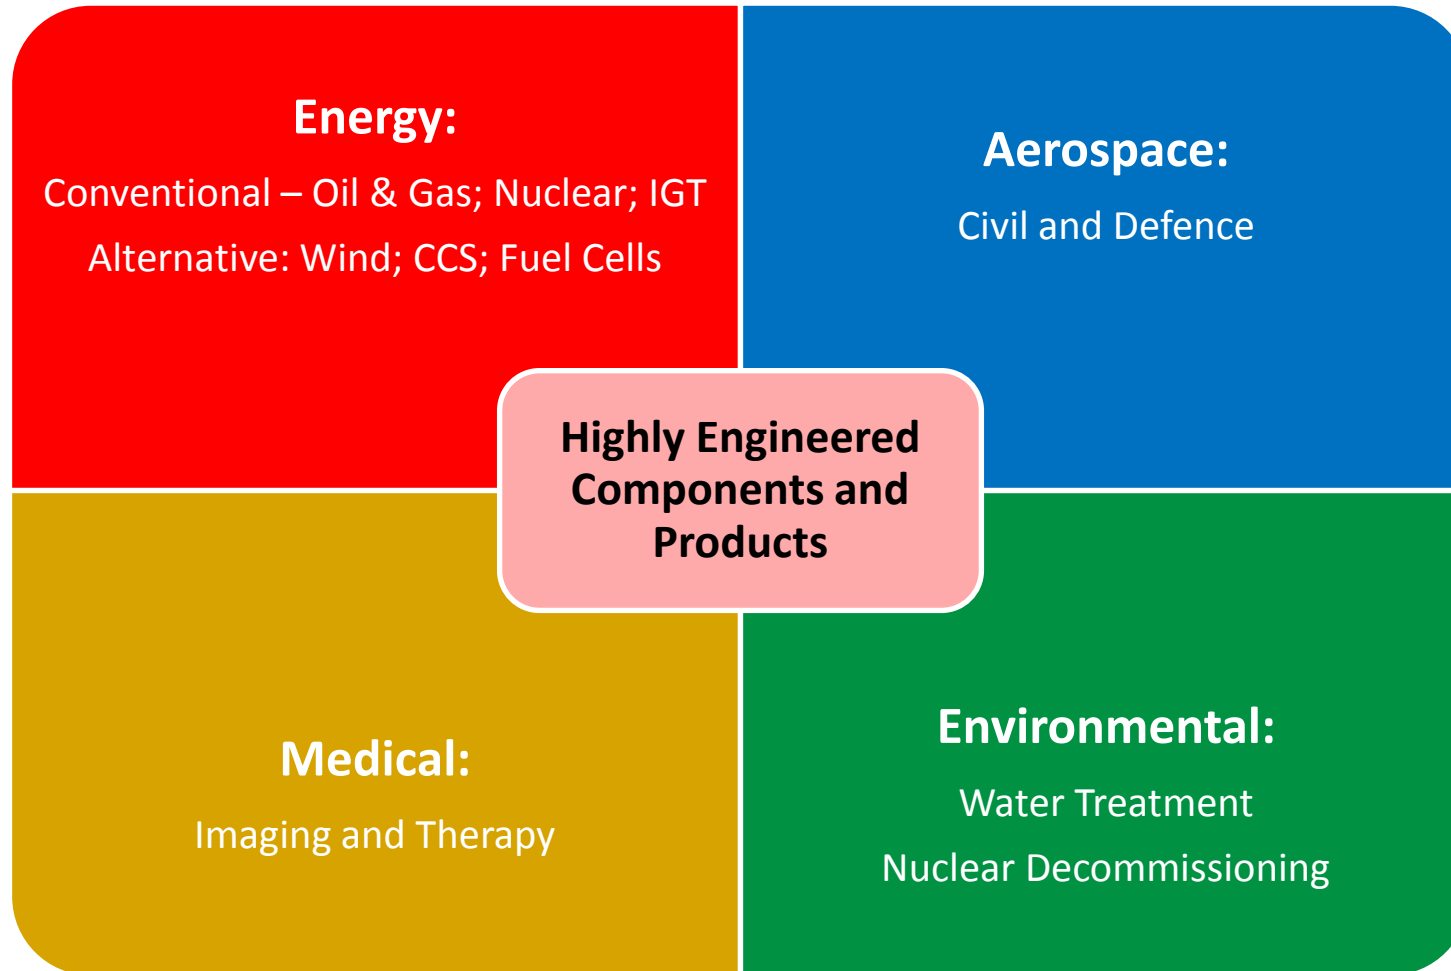 Energy:
Conventional – Oil & Gas; Nuclear; IGT
Alternative: Wind; CCS; Fuel Cells
Aerospace:
Civil and Defence
Highly Engineered
Components and
Products
Medical:
Imaging and Therapy
Environmental:
Water Treatment
Nuclear Decommissioning